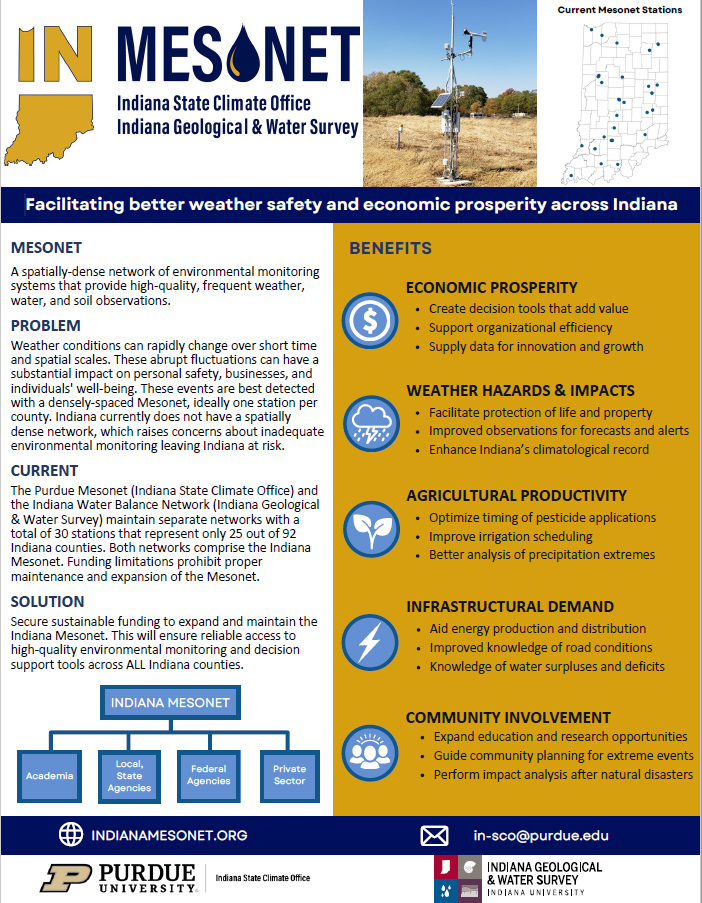 IN MESONET
Indiana State Climate Office
Indiana Geological & Water Survey
Current Mesonet Stations
Facilitating better weather safety and economic prosperity across Indiana
MESONET
A spatially-dense network of environmental monitoring
systems that provide high-quality, frequent weather,
water, and soil observations.
PROBLEM
Weather conditions can rapidly change over short time
and spatial scales. These abrupt fluctuations can have a
substantial impact on personal safety, businesses, and
individuals' well-being. These events are best detected
with a densely-spaced Mesonet, ideally one station per
county. Indiana currently does not have a spatially
dense network, which raises concerns about inadequate
environmental monitoring leaving Indiana at risk.
CURRENT
The Purdue Mesonet (Indiana State Climate Office) and
the Indiana Water Balance Network (Indiana Geological
& Water Survey) maintain separate networks with a
total of 30 stations that represent only 25 out of 92
Indiana counties. Both networks comprise the Indiana
Mesonet. Funding limitations prohibit proper
maintenance and expansion of the Mesonet.
SOLUTION
Secure sustainable funding to expand and maintain the
Indiana Mesonet. This will ensure reliable access to
high-quality environmental monitoring and decision
support tools across ALL Indiana counties.
INDIANA MESONET
Academia
Local,
State
Agencies
Federal
Agencies
Private
Sector
BENEFITS
$
ECONOMIC PROSPERITY
• Create decision tools that add value
• Support organizational efficiency
• Supply data for innovation and growth
WEATHER HAZARDS & IMPACTS
• Facilitate protection of life and property
• Improved observations for forecasts and alerts
• Enhance Indiana's climatological record
AGRICULTURAL PRODUCTIVITY
• Optimize timing of pesticide applications
• Improve irrigation scheduling
• Better analysis of precipitation extremes
INFRASTRUCTURAL DEMAND
• Aid energy production and distribution
• Improved knowledge of road conditions
• Knowledge of water surpluses and deficits
COMMUNITY INVOLVEMENT
• Expand education and research opportunities
• Guide community planning for extreme events
• Perform impact analysis after natural disasters
INDIANAMESONET.ORG
in-sco@purdue.edu
P PURDUE
UNIVERSITY®
Indiana State Climate Office
INDIANA GEOLOGICAL
& WATER SURVEY
INDIANA UNIVERSITY